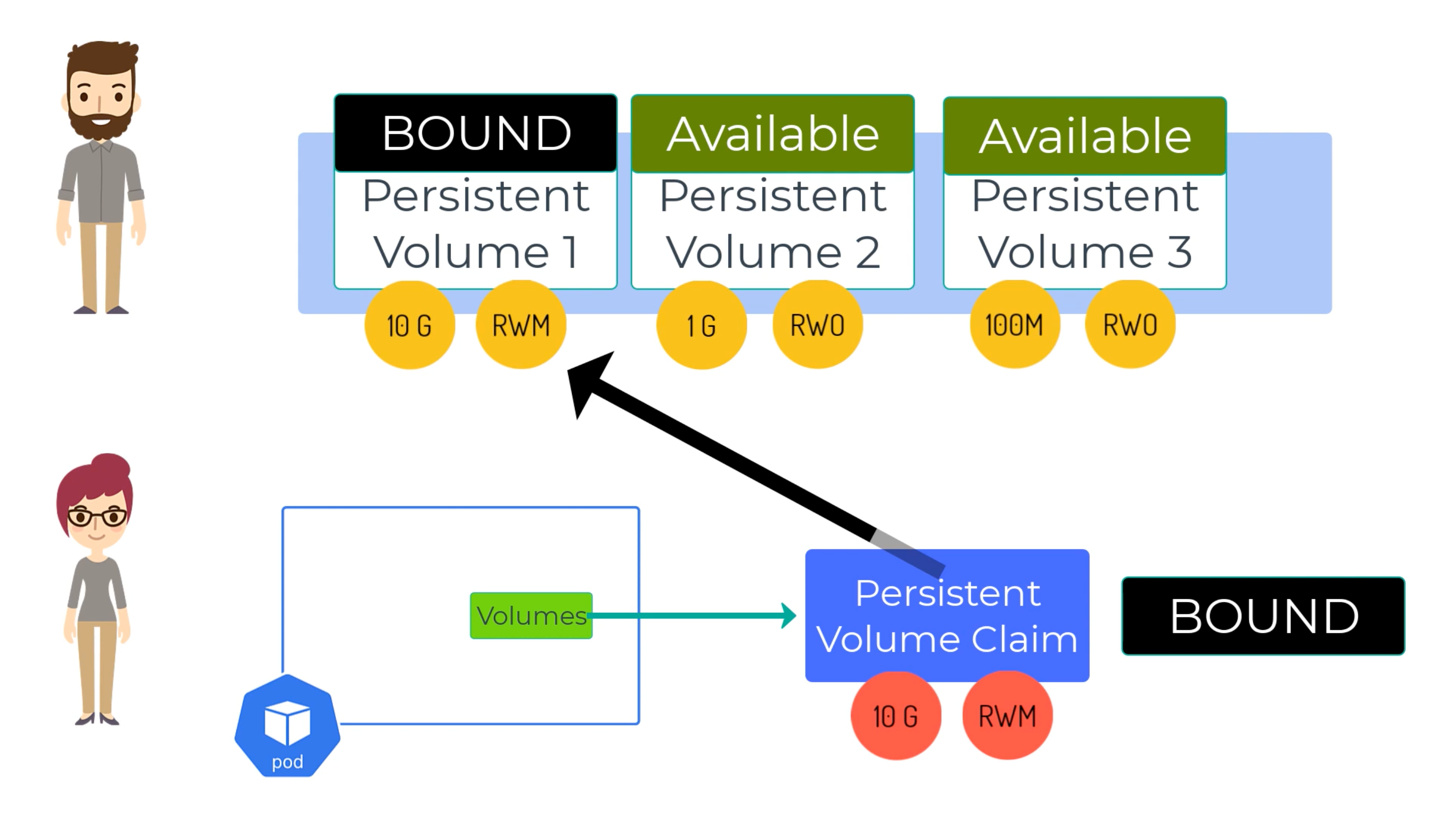 BOUND
Available
Available
Persistent
Volume 1
Persistent
Volume 2
Persistent
Volume 3
10 G
RWM
1 G
RWO
100M
RWO
Volumes
Persistent
Volume Claim
BOUND
10 G
RWM
pod